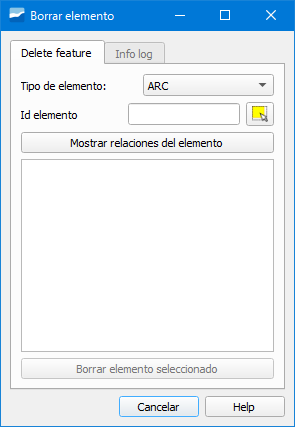 Borrar elemento
Delete feature Info log
Tipo de elemento: ARC
Id elemento
Mostrar relaciones del elemento
Borrar elemento seleccionado
Cancelar Help